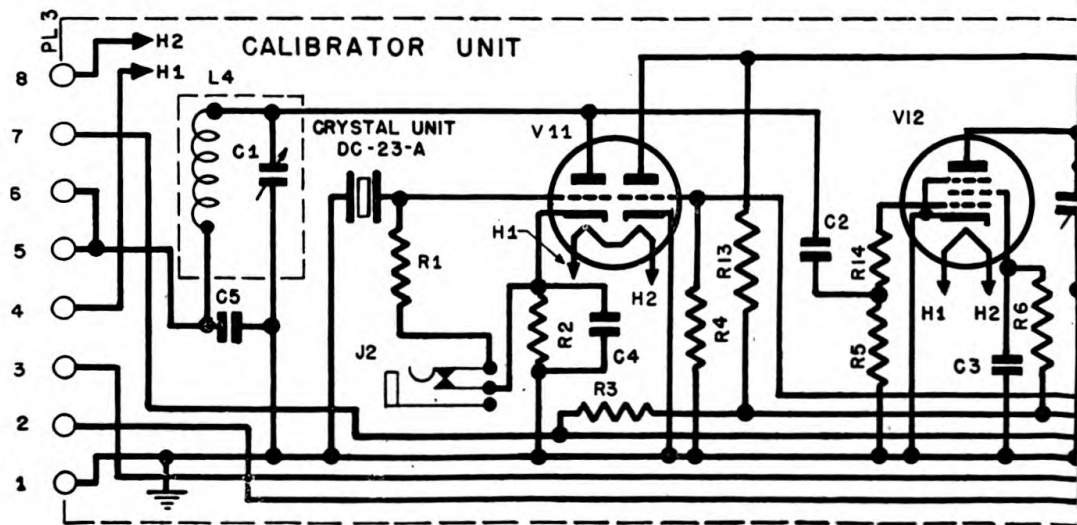 PL 3
H2
CALIBRATOR UNIT
8
H1
L4
7
CRYSTAL UNIT
DC-23-A
V11
V12
C1
6
C2
5
H1
R1
R13
R14
H2
H1
H2
4
C5
R2
C4
R4
R5
R6
J2
C3
3
R3
2
1